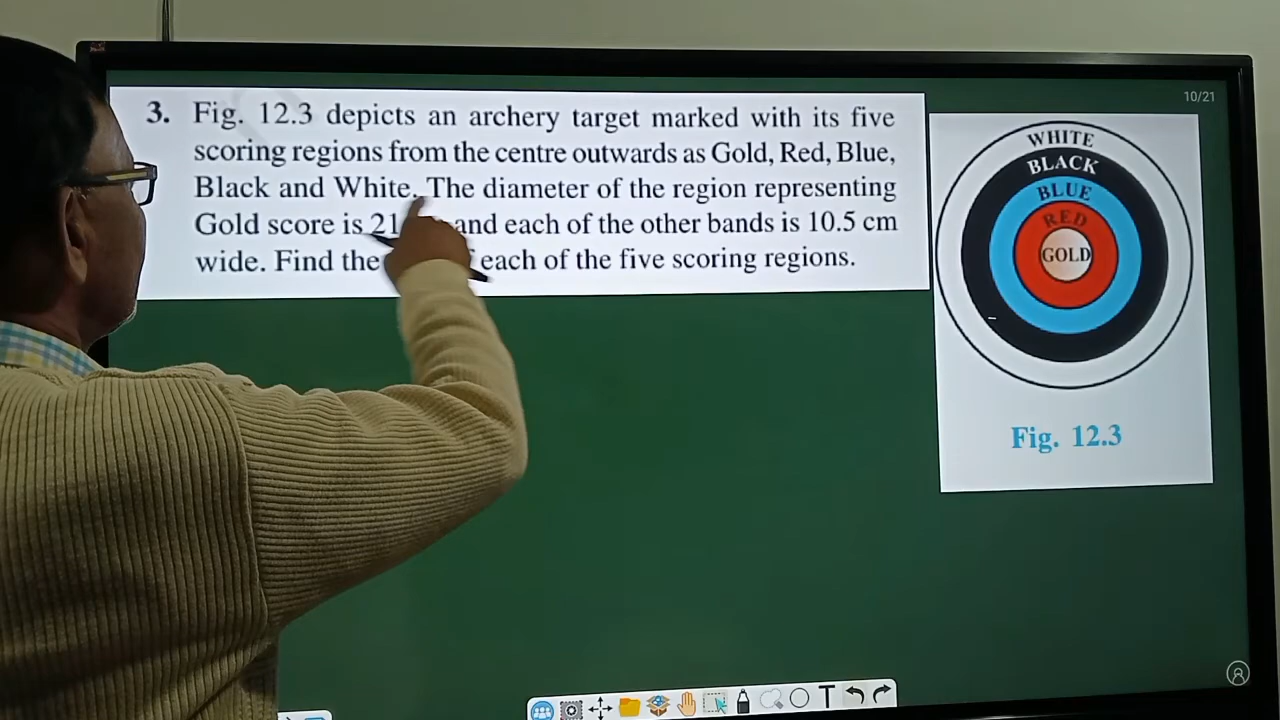 3. Fig. 12.3 depicts an archery target marked with its five
scoring regions from the centre outwards as Gold, Red, Blue,
Black and White. The diameter of the region representing
Gold score is 21 and each of the other bands is 10.5 cm
wide. Find the each of the five scoring regions.
10/21
WHITE
BLACK
BLUE
RED
GOLD
Fig. 12.3
T